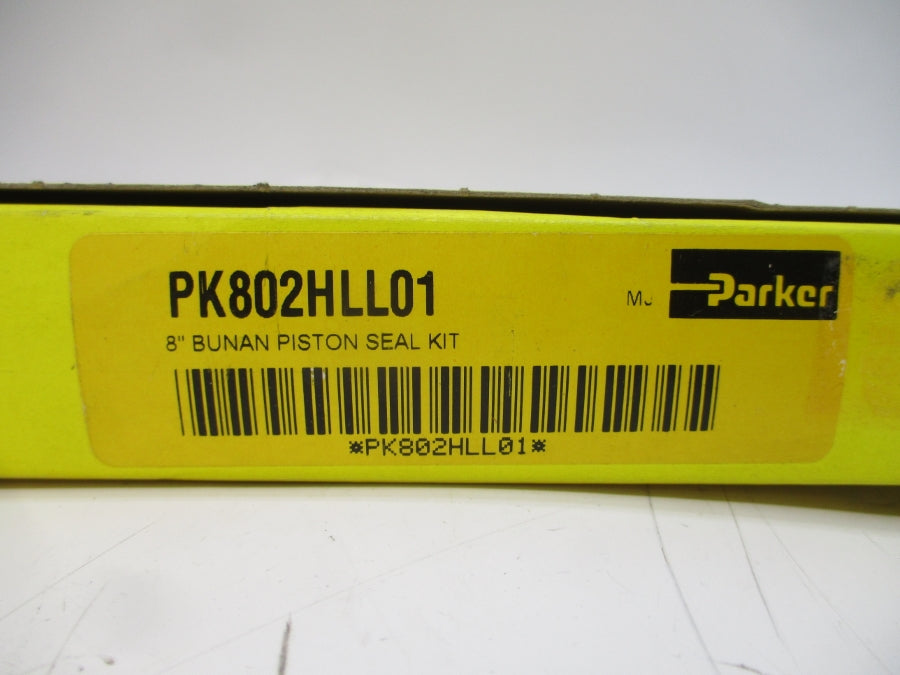 PK802HLL01
MJ
Parker
8" BUNAN PISTON SEAL KIT
*PK802HLL01*